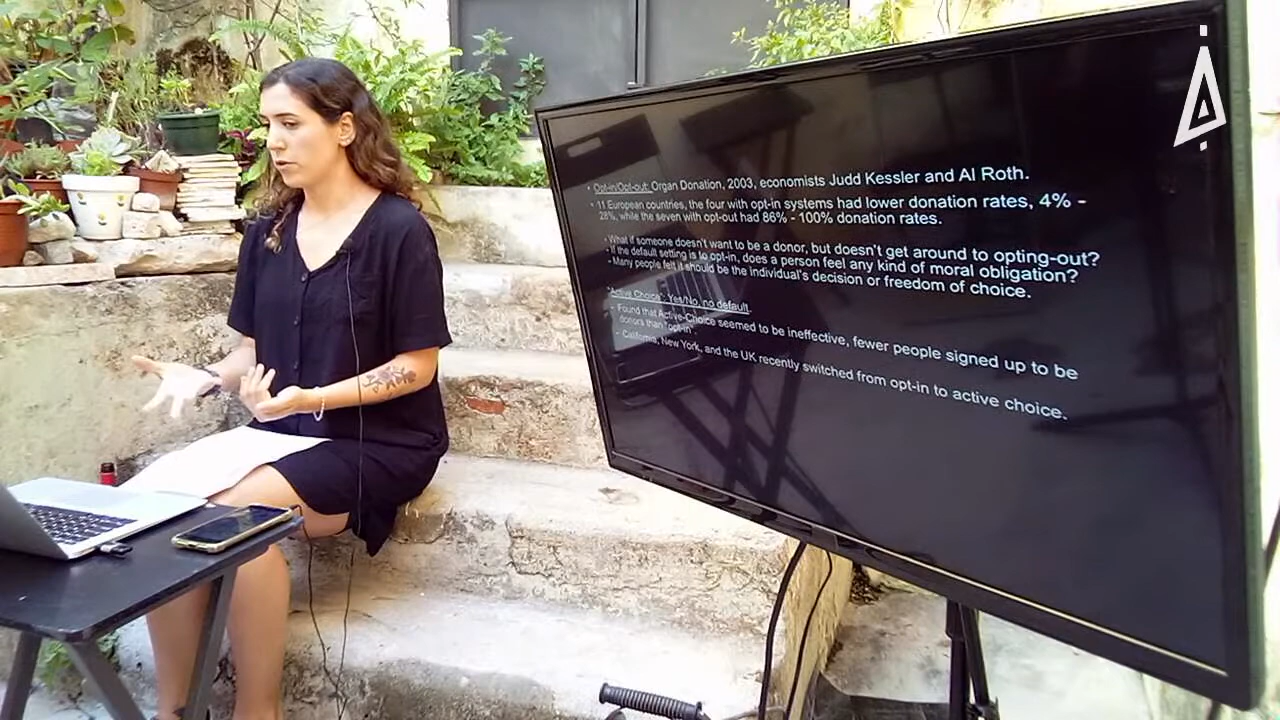 • Opt-in/Opt-out: Organ Donation, 2003, economists Judd Kessler and Al Roth.
• 11 European countries, the four with opt-in systems had lower donation rates, 4% -
28%, while the seven with opt-out had 86% - 100% donation rates.
- What if someone doesn't want to be a donor, but doesn't get around to opting-out?
- If the default setting is to opt-in, does a person feel any kind of moral obligation?
- Many people felt it should be the individual's decision or freedom of choice.
"Active Choice": Yes/No, no default.
- Found that Active-Choice seemed to be ineffective, fewer people signed up to be
donors than "opt-in"
- California, New York, and the UK recently switched from opt-in to active choice.